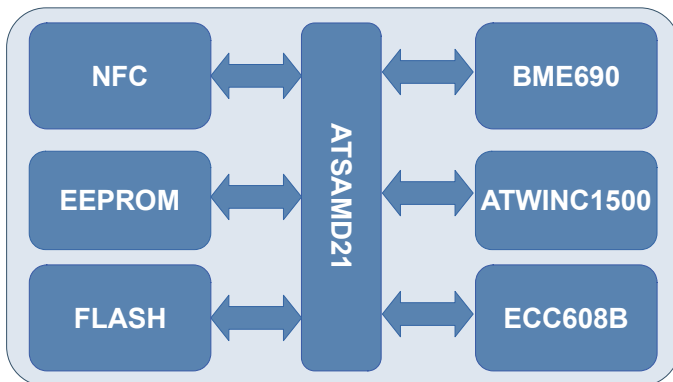 NFC
EEPROM
FLASH
ATSAMD21
BME690
ATWINC1500
ECC608B